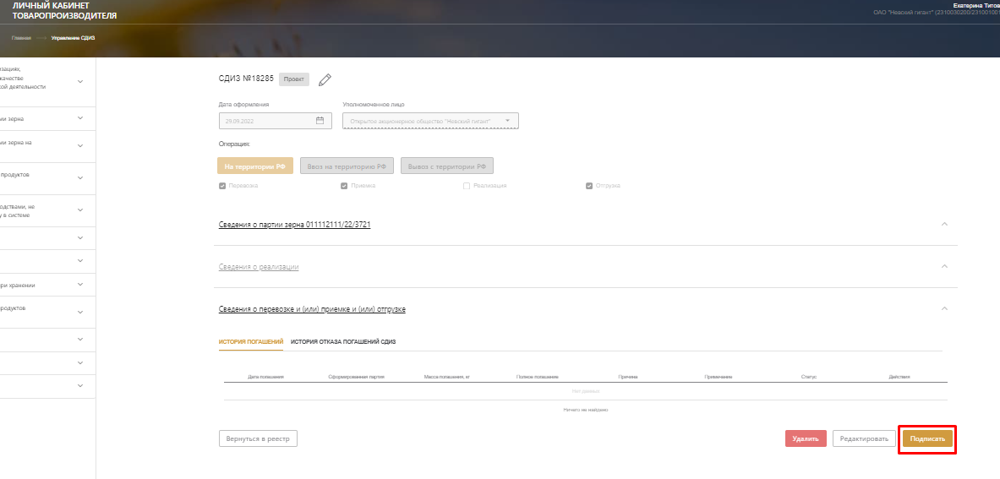 ЛИЧНЫЙ КАБИНЕТ
ТОВАРОПРОИЗВОДИТЕЛЯ
Екатерина Титов
ОАО "Невский гигант" (2310030200/231001001
Главная
Управление СДИЗ
зациях,
качестве
кой деятельности
ии зерна
ии зерна на
продуктов
одствами, не
у в системе
ри хранении
родуктов
СДИЗ №18285
Проект
Дата оформления
Уполномоченное лицо
29.09.2022
Открытое акционерное общество "Невский гигант"
Операция:
На территории РФ
Ввоз на территорию РФ
Вывоз с территории РФ
Перевозка
Приемка
Реализация
Отгрузка
Сведения о партии зерна 011112111/22/3721
Сведения о реализации
Сведения о перевозке и (или) приемке и (или) отгрузке
ИСТОРИЯ ПОГАШЕНИЙ
ИСТОРИЯ ОТКАЗА ПОГАШЕНИЙ СДИЗ
Дата погашения
Сформированная партия
Масса погашения, кг
Полное погашение
Причина
Примечание
Статус
Действия
Нет данных
Ничего не найдено
Вернуться в реестр
Удалить
Редактировать
Подписать